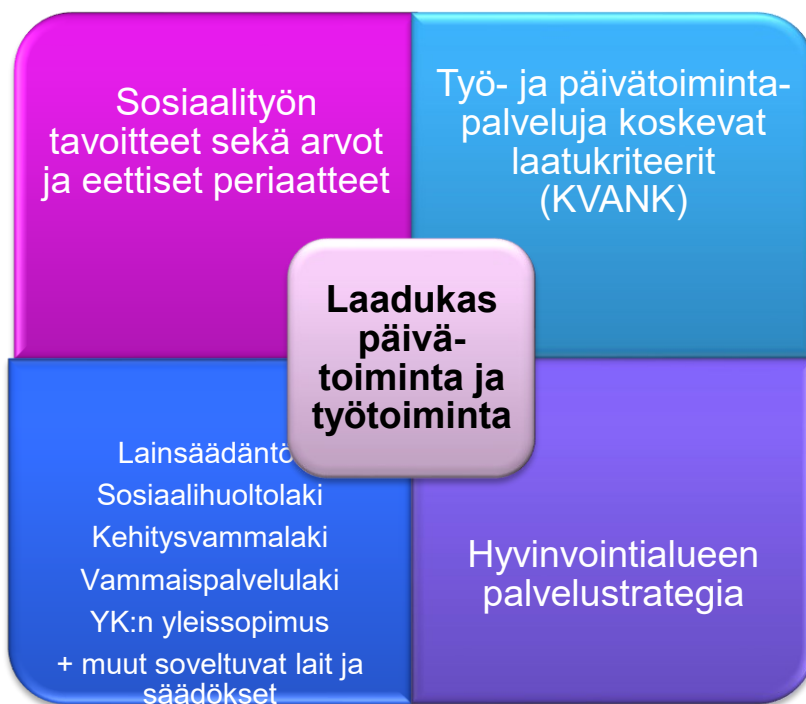 Sosiaalityön
tavoitteet sekä arvot
ja eettiset periaatteet
Työ- ja päivätoiminta-
palveluja koskevat
laatukriteerit
(KVANK)
Laadukas
päivä-
toiminta ja
työtoiminta
Lainsäädäntö
Sosiaalihuoltolaki
Kehitysvammalaki
Vammaispalvelulaki
YK:n yleissopimus
+ muut soveltuvat lait ja
säädökset
Hyvinvointialueen
palvelustrategia